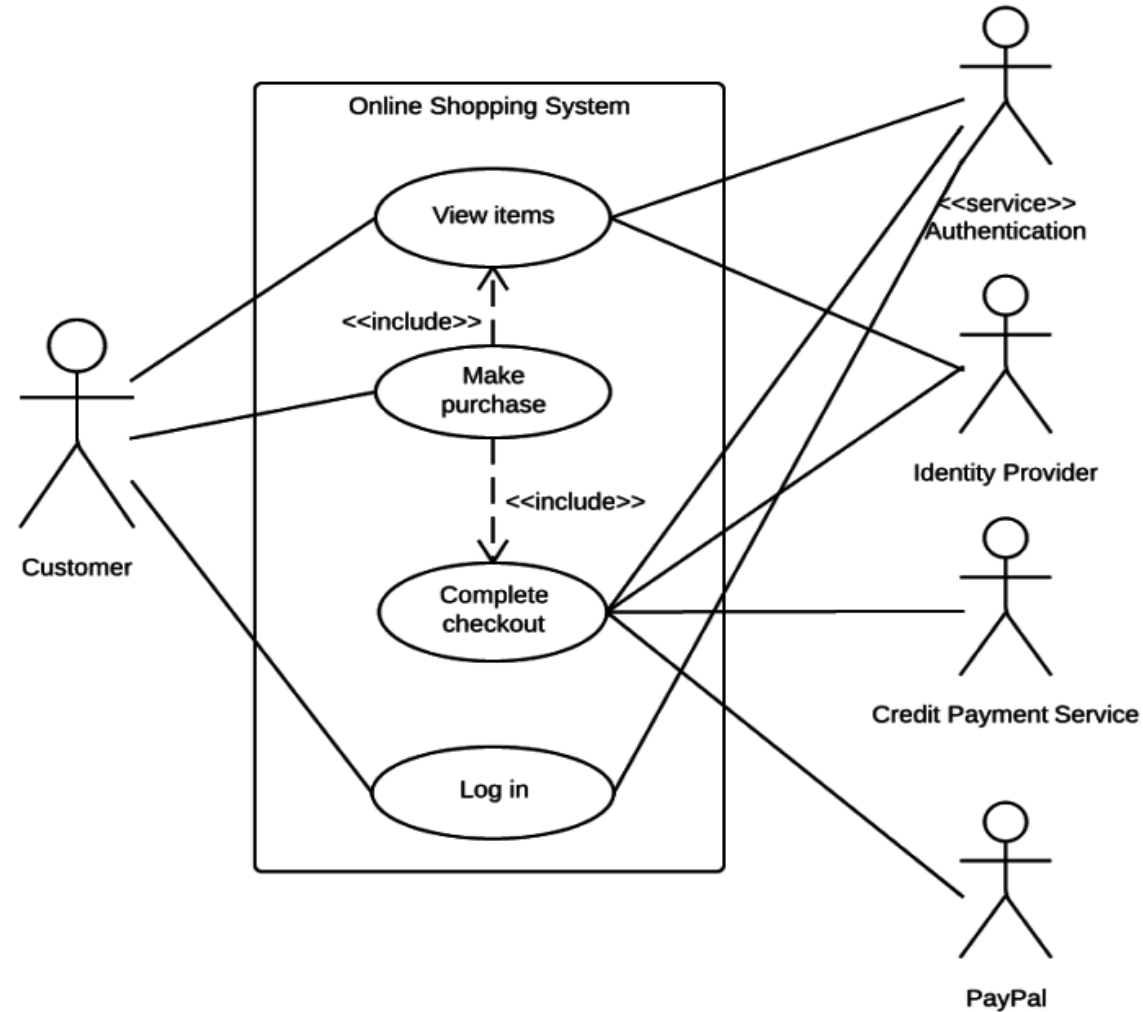 Online Shopping System
View items
<<service>>
Authentication
<<include>>
Make
purchase
Identity Provider
<<include>>
Customer
Complete
checkout
Credit Payment Service
Log in
PayPal